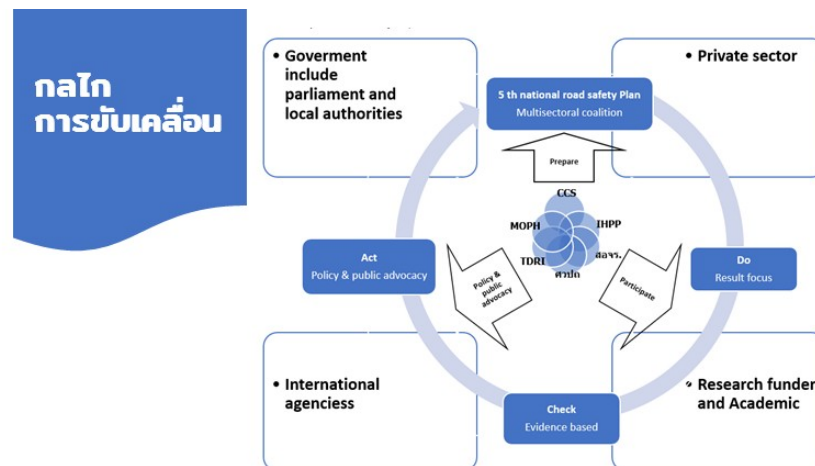 กลไก
การขับเคลื่อน
• Goverment
include
parliament and
local authorities
• Private sector
5 th national road safety Plan
Multisectoral coalition
Prepare
CCS
MOPH
IHPP
TDRI
สอจร.
ศวปถ
Act
Policy & public advocacy
Policy &
public
advocacy
Participate
Do
Result focus
• International
agenciess
Check
Evidence based
• Research funder
and Academic